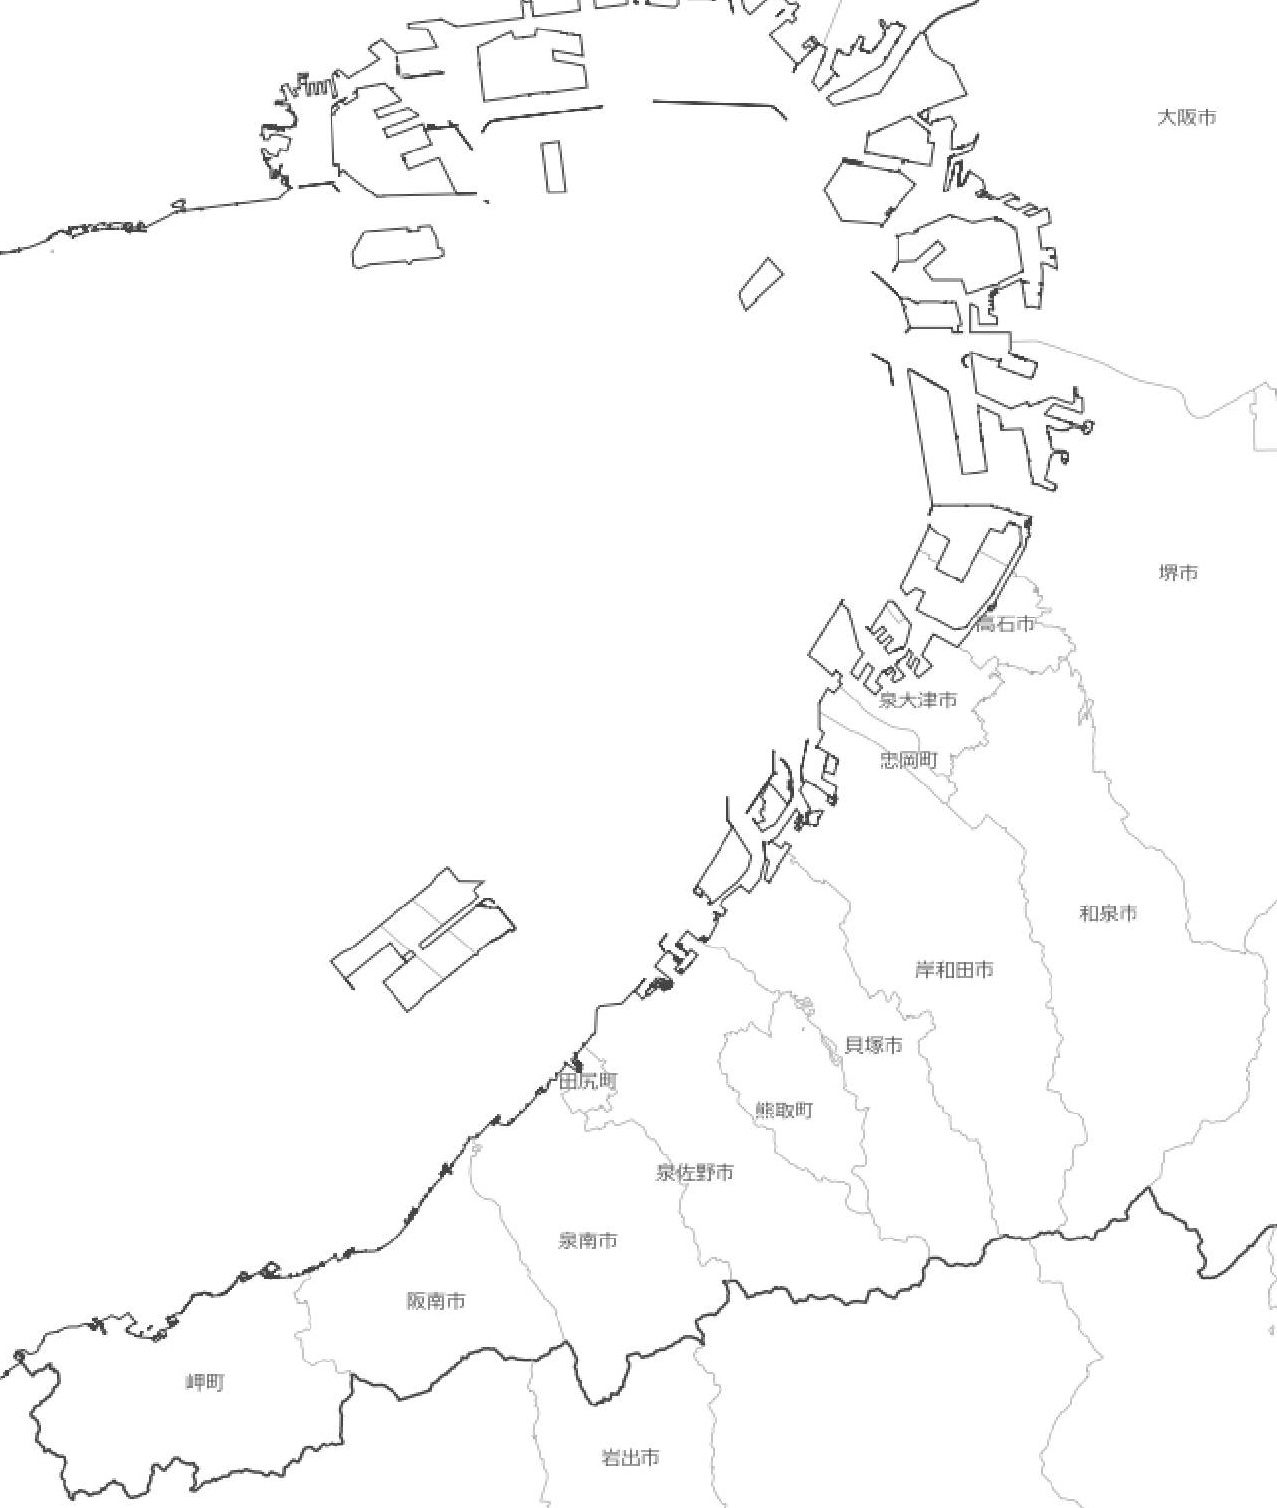 大阪市
堺市
高石市
泉大津市
忠岡町
和泉市
岸和田市
貝塚市
田尻町
熊取町
泉佐野市
泉南市
阪南市
岬町
岩出市